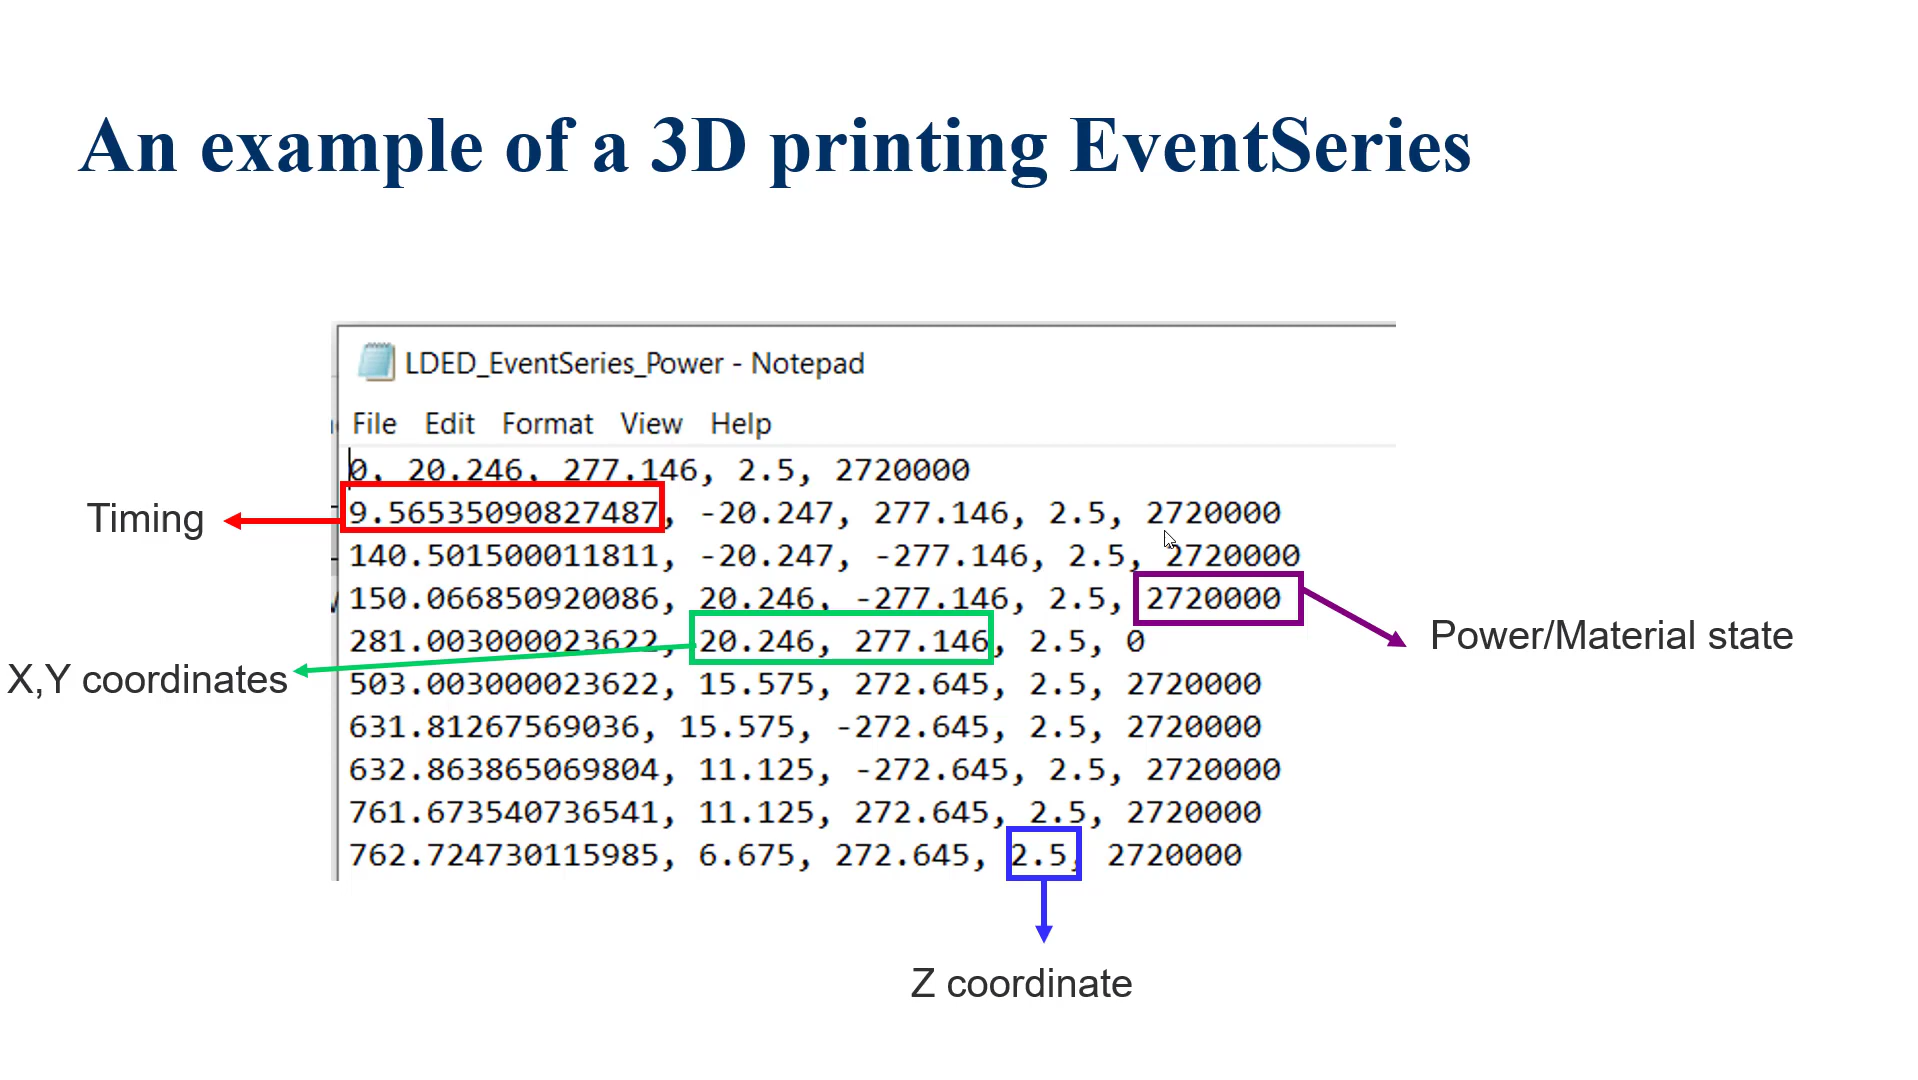 An example of a 3D printing EventSeries
LDED_EventSeries_Power - Notepad
File Edit Format View Help
0, 20.246, 277.146, 2.5, 2720000
9.56535090827487, -20.247, 277.146, 2.5, 2720000
140.501500011811, -20.247, -277.146, 2.5, 2720000
150.066850920086, 20.246, -277.146, 2.5, 2720000
281.003000023622, 20.246, 277.146, 2.5, 0
503.003000023622, 15.575, 272.645, 2.5, 2720000
631.81267569036, 15.575, -272.645, 2.5, 2720000
632.863865069804, 11.125, -272.645, 2.5, 2720000
761.673540736541, 11.125, 272.645, 2.5, 2720000
762.724730115985, 6.675, 272.645, 2.5, 2720000
Timing
Power/Material state
X,Y coordinates
Z coordinate